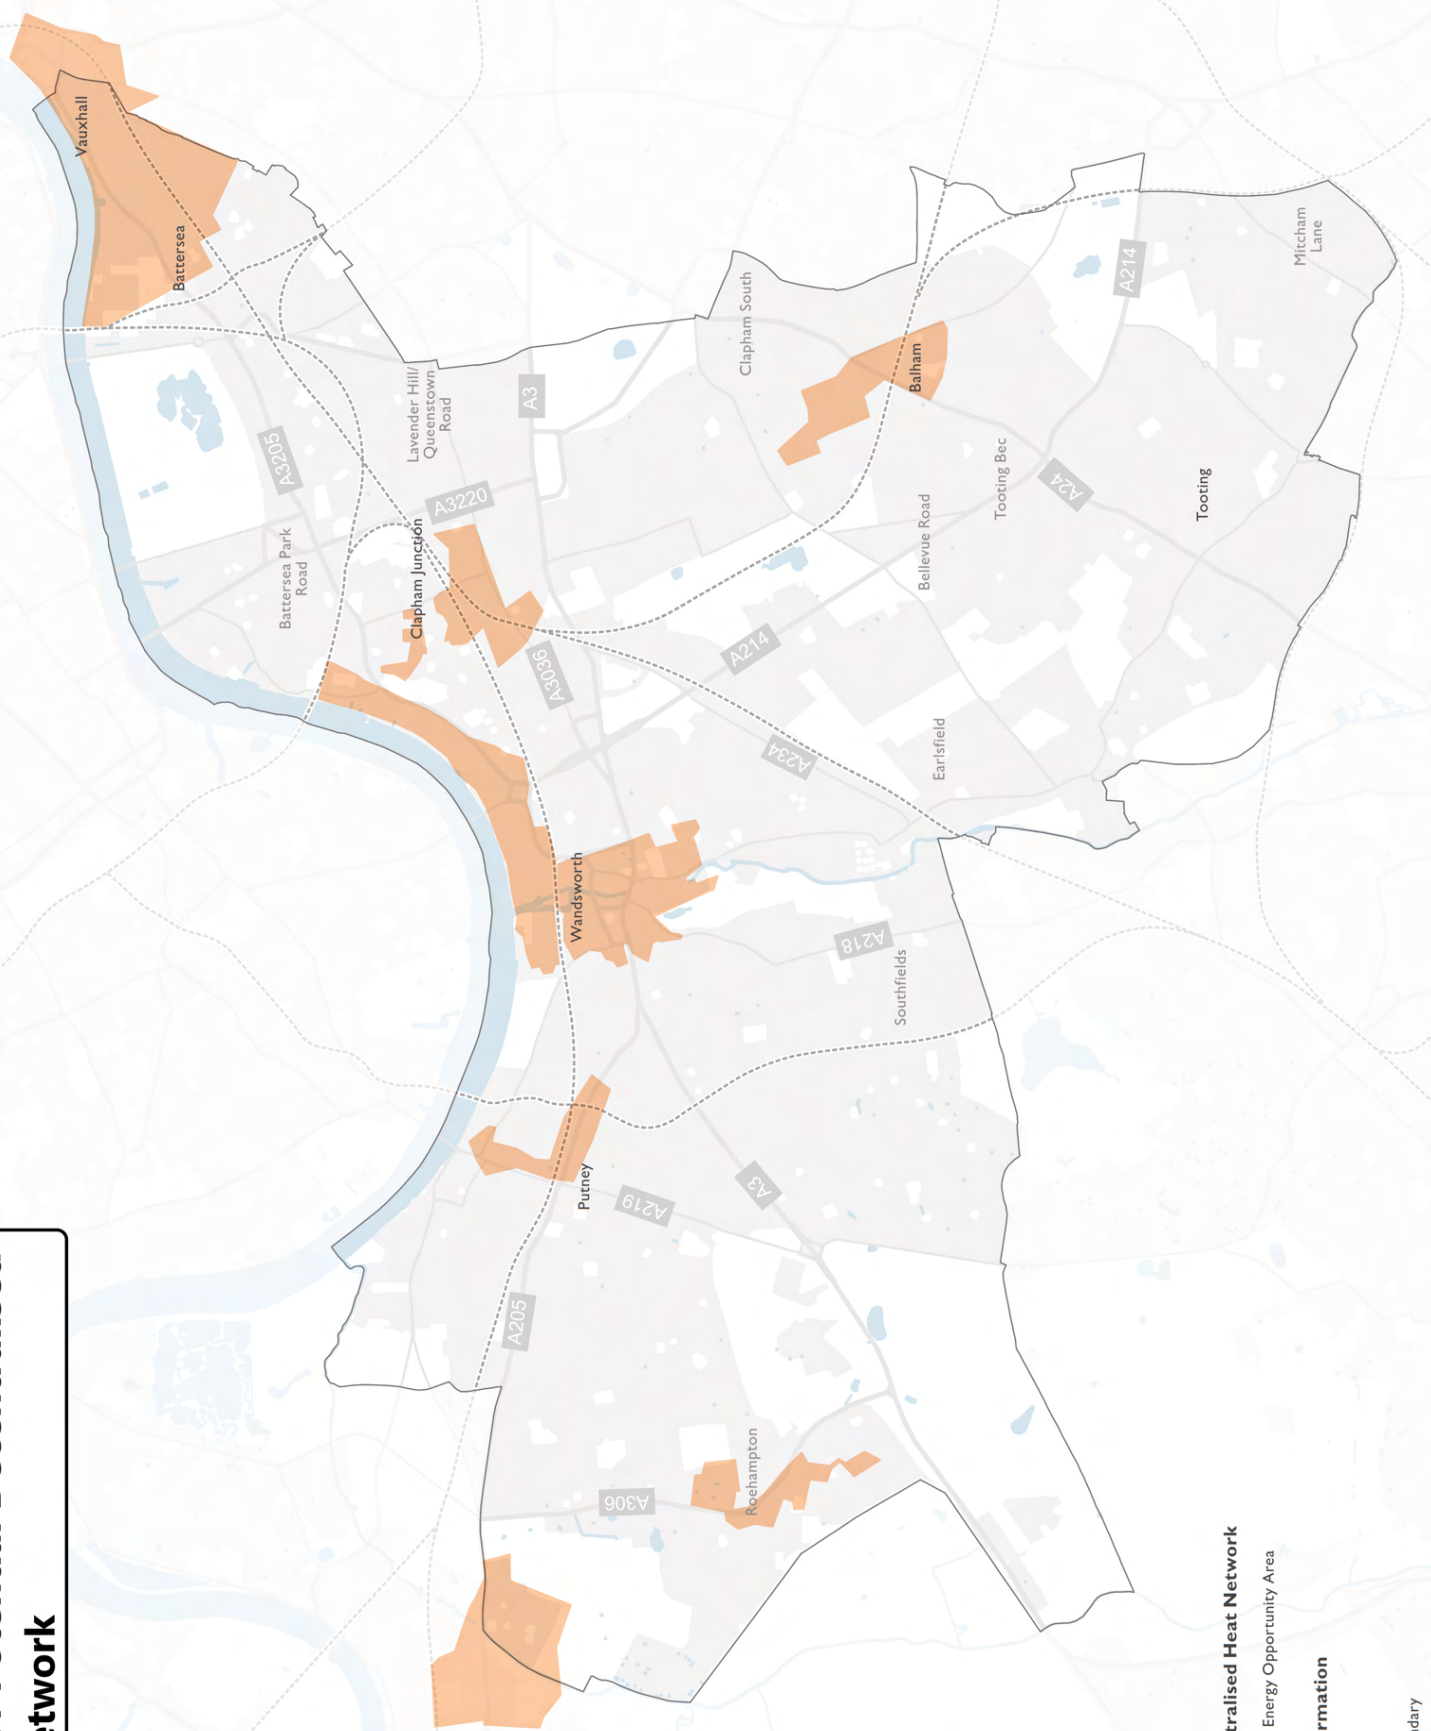 etwork
Vauxhall
Battersea
A3205
Battersea Park
Road
Lavender Hill/
Queenstown
Road
A3
A3220
Clapham Junction
Clapham South
Balham
A214
Mitcham
Lane
Tooting Bec
A24
Tooting
Bellevue Road
A214
A3036
A234
Earlsfield
Wandsworth
A218
Southfields
Putney
A219
A3
A205
A306
Roehampton
tralised Heat Network
Energy Opportunity Area
rmation
dary